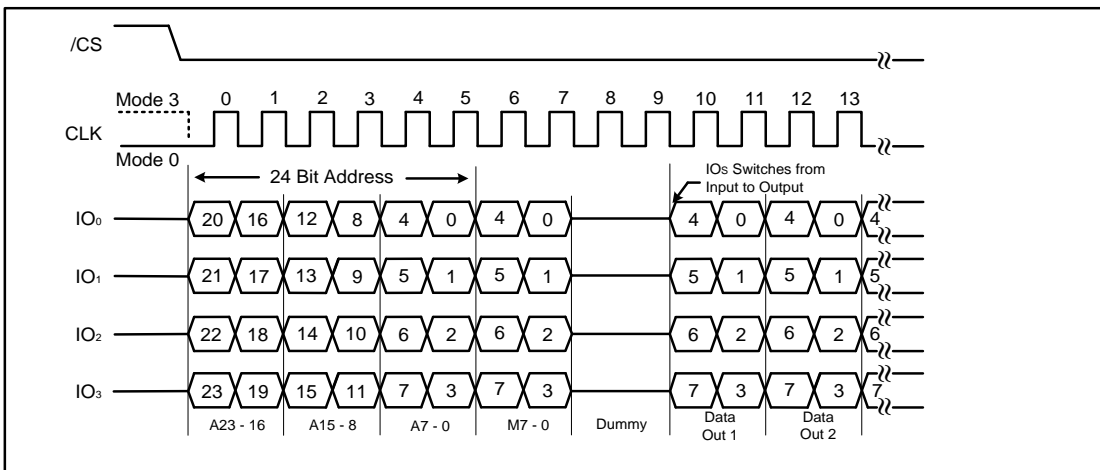 /CS
Mode 3 0 1 2 3 4 5 6 7 8 9 10 11 12 13
CLK
Mode 0
24 Bit Address
IOs Switches from
Input to Output
IO0 20 16 12 8 4 0 4 0 4 0 4 0 4
IO1 21 17 13 9 5 1 5 1 5 1 5 1 5
IO2 22 18 14 10 6 2 6 2 6 2 6 2 6
IO3 23 19 15 11 7 3 7 3 7 3 7 3 7
A23 - 16 A15 - 8 A7 - 0 M7 - 0 Dummy Data Out 1 Data Out 2